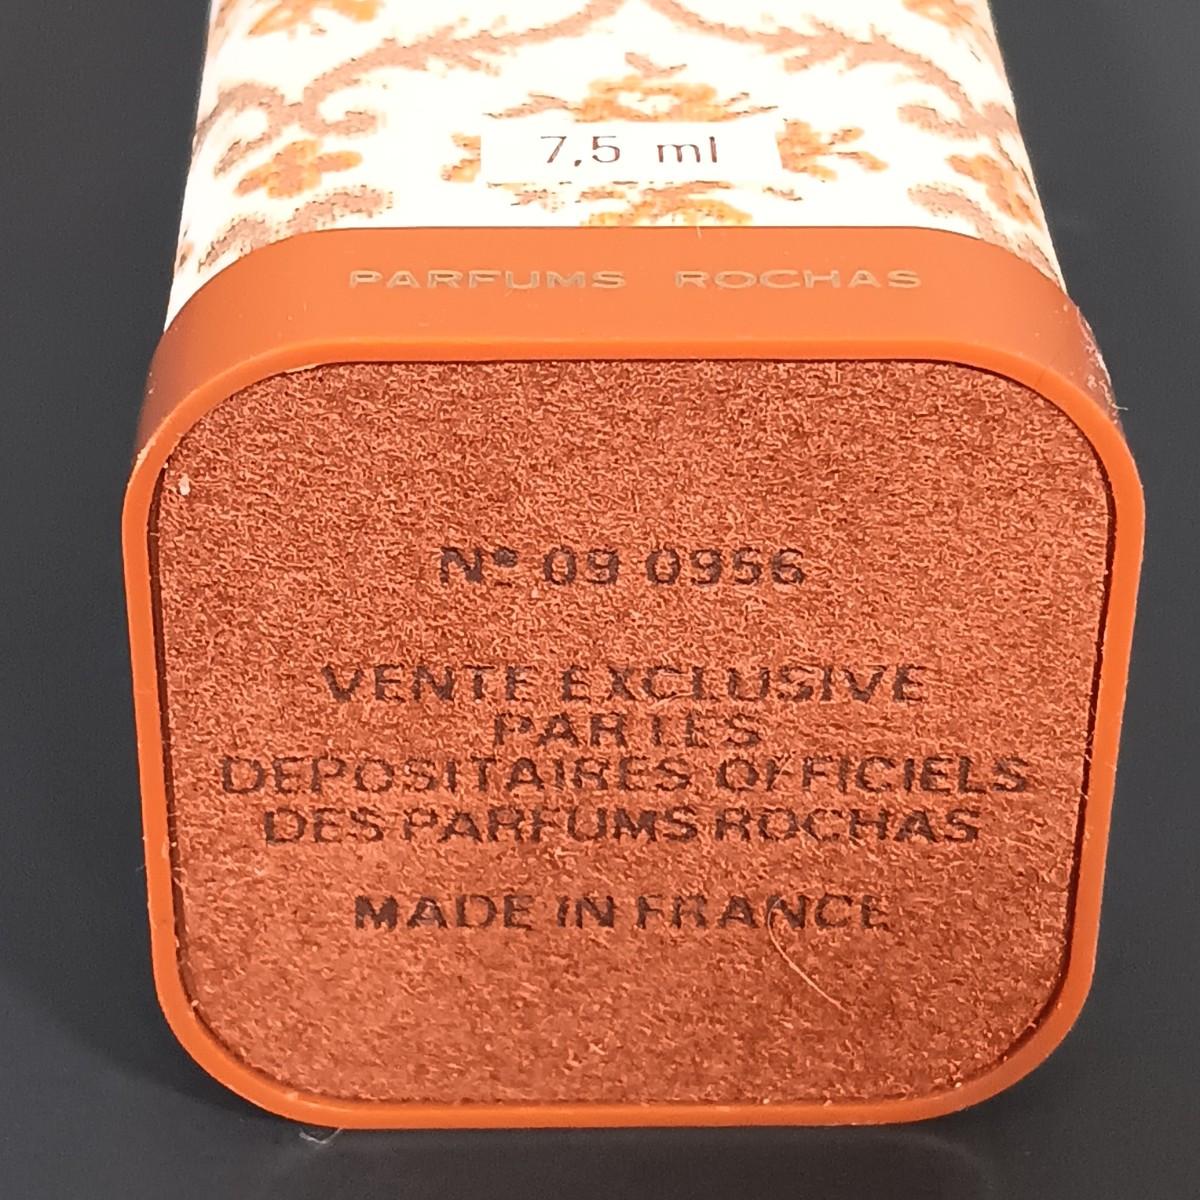 7,5 ml
PARFUMS ROCHAS
Nº 09 0956
VENTE EXCLUSIVE
PAR LES
DEPOSITAIRES OFFICIELS
DES PARFUMS ROCHAS
MADE IN FRANCE